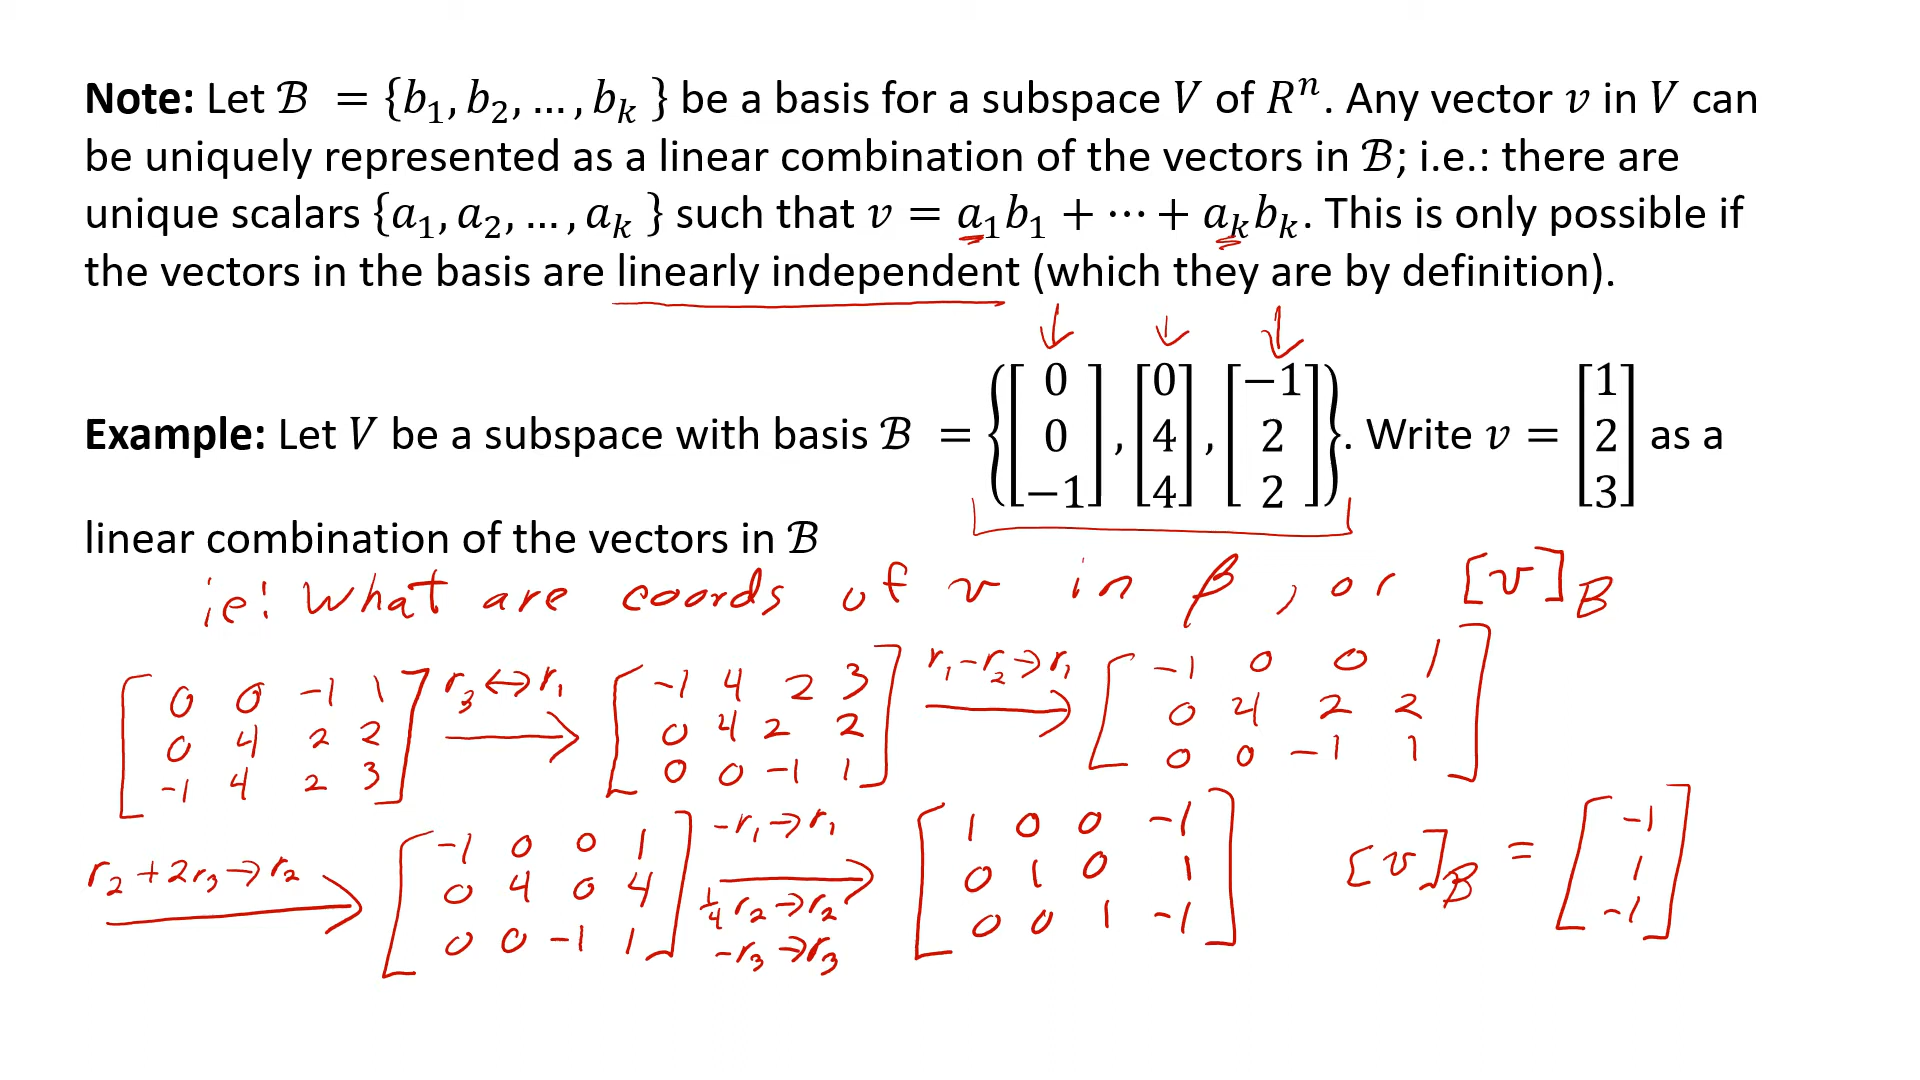 Note: Let ℬ = {b₁, b₂, … , bₖ } be a basis for a subspace V of Rⁿ. Any vector v in V can
be uniquely represented as a linear combination of the vectors in ℬ; i.e.: there are
unique scalars {a₁, a₂, … , aₖ } such that v = a₁b₁ + ⋯ + aₖbₖ. This is only possible if
the vectors in the basis are linearly independent (which they are by definition).
Example: Let V be a subspace with basis ℬ = {[0 0 −1], [0 4 4], [−1 2 2]}. Write v = [1 2 3] as a
linear combination of the vectors in ℬ
ie: What are coords of v in β, or [v]B
[0 0 -1 1
0 4 2 2
-1 4 2 3]
r₃ ↔ r₁
[-1 4 2 3
0 4 2 2
0 0 -1 1]
r₁ - r₂ → r₁
[-1 0 0 1
0 4 2 2
0 0 -1 1]
r₂ + 2r₃ → r₂
[-1 0 0 1
0 4 0 4
0 0 -1 1]
-r₁ → r₁
¼ r₂ → r₂
-r₃ → r₃
[1 0 0 -1
0 1 0 1
0 0 1 -1]
[v]B = [-1 1 -1]